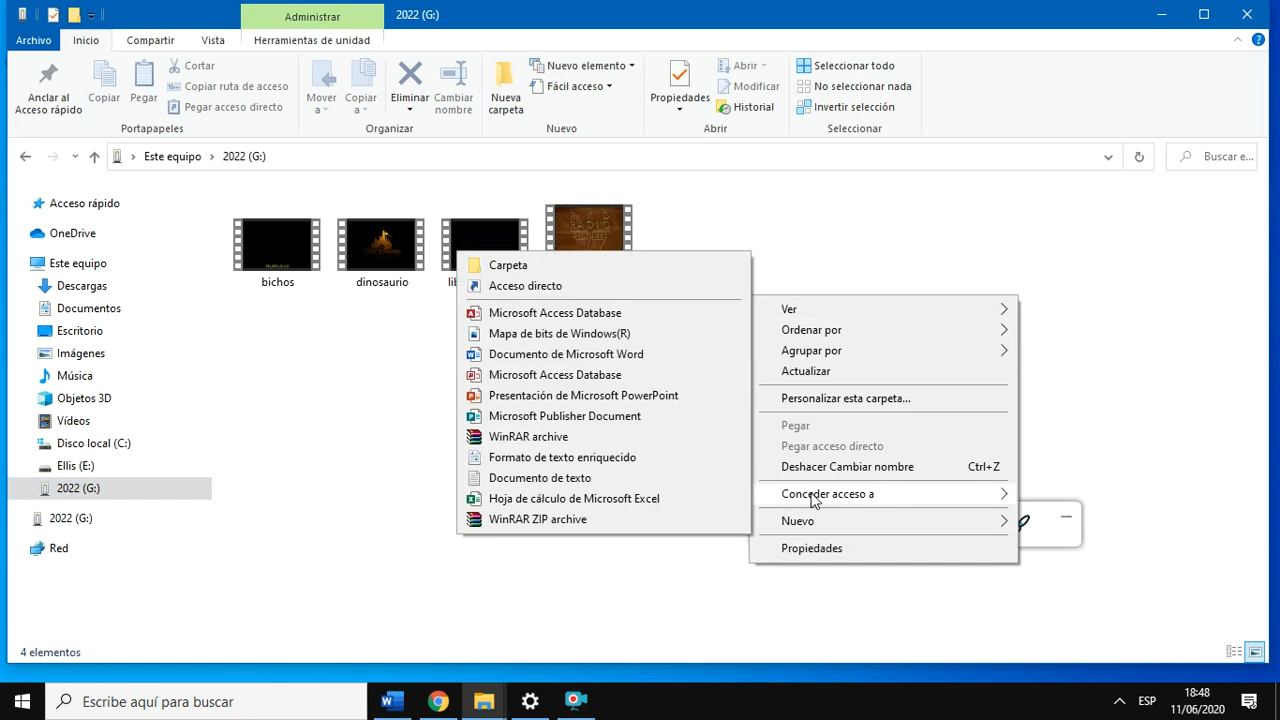 Administrar
2022 (G:)
Archivo
Inicio
Compartir
Vista
Herramientas de unidad
Anclar al
Acceso rápido
Copiar
Pegar
Cortar
Copiar ruta de acceso
Pegar acceso directo
Portapapeles
Mover
a
Copiar
a
Eliminar
Cambiar
nombre
Organizar
Nueva
carpeta
Nuevo elemento
Fácil acceso
Nuevo
Propiedades
Abrir
Modificar
Historial
Abrir
Seleccionar todo
No seleccionar nada
Invertir selección
Seleccionar
Este equipo
2022 (G:)
Buscar e...
Acceso rápido
OneDrive
Este equipo
Descargas
Documentos
Escritorio
Imágenes
Música
Objetos 3D
Vídeos
Disco local (C:)
Ellis (E:)
2022 (G:)
2022 (G:)
Red
bichos
dinosaurio
RADIO
Carpeta
Acceso directo
Microsoft Access Database
Mapa de bits de Windows(R)
Documento de Microsoft Word
Microsoft Access Database
Presentación de Microsoft PowerPoint
Microsoft Publisher Document
WinRAR archive
Formato de texto enriquecido
Documento de texto
Hoja de cálculo de Microsoft Excel
WinRAR ZIP archive
Ver
Ordenar por
Agrupar por
Actualizar
Personalizar esta carpeta...
Pegar
Pegar acceso directo
Deshacer Cambiar nombre Ctrl+Z
Conceder acceso a
Nuevo
Propiedades
4 elementos
Escribe aquí para buscar
ESP
18:48
11/06/2020